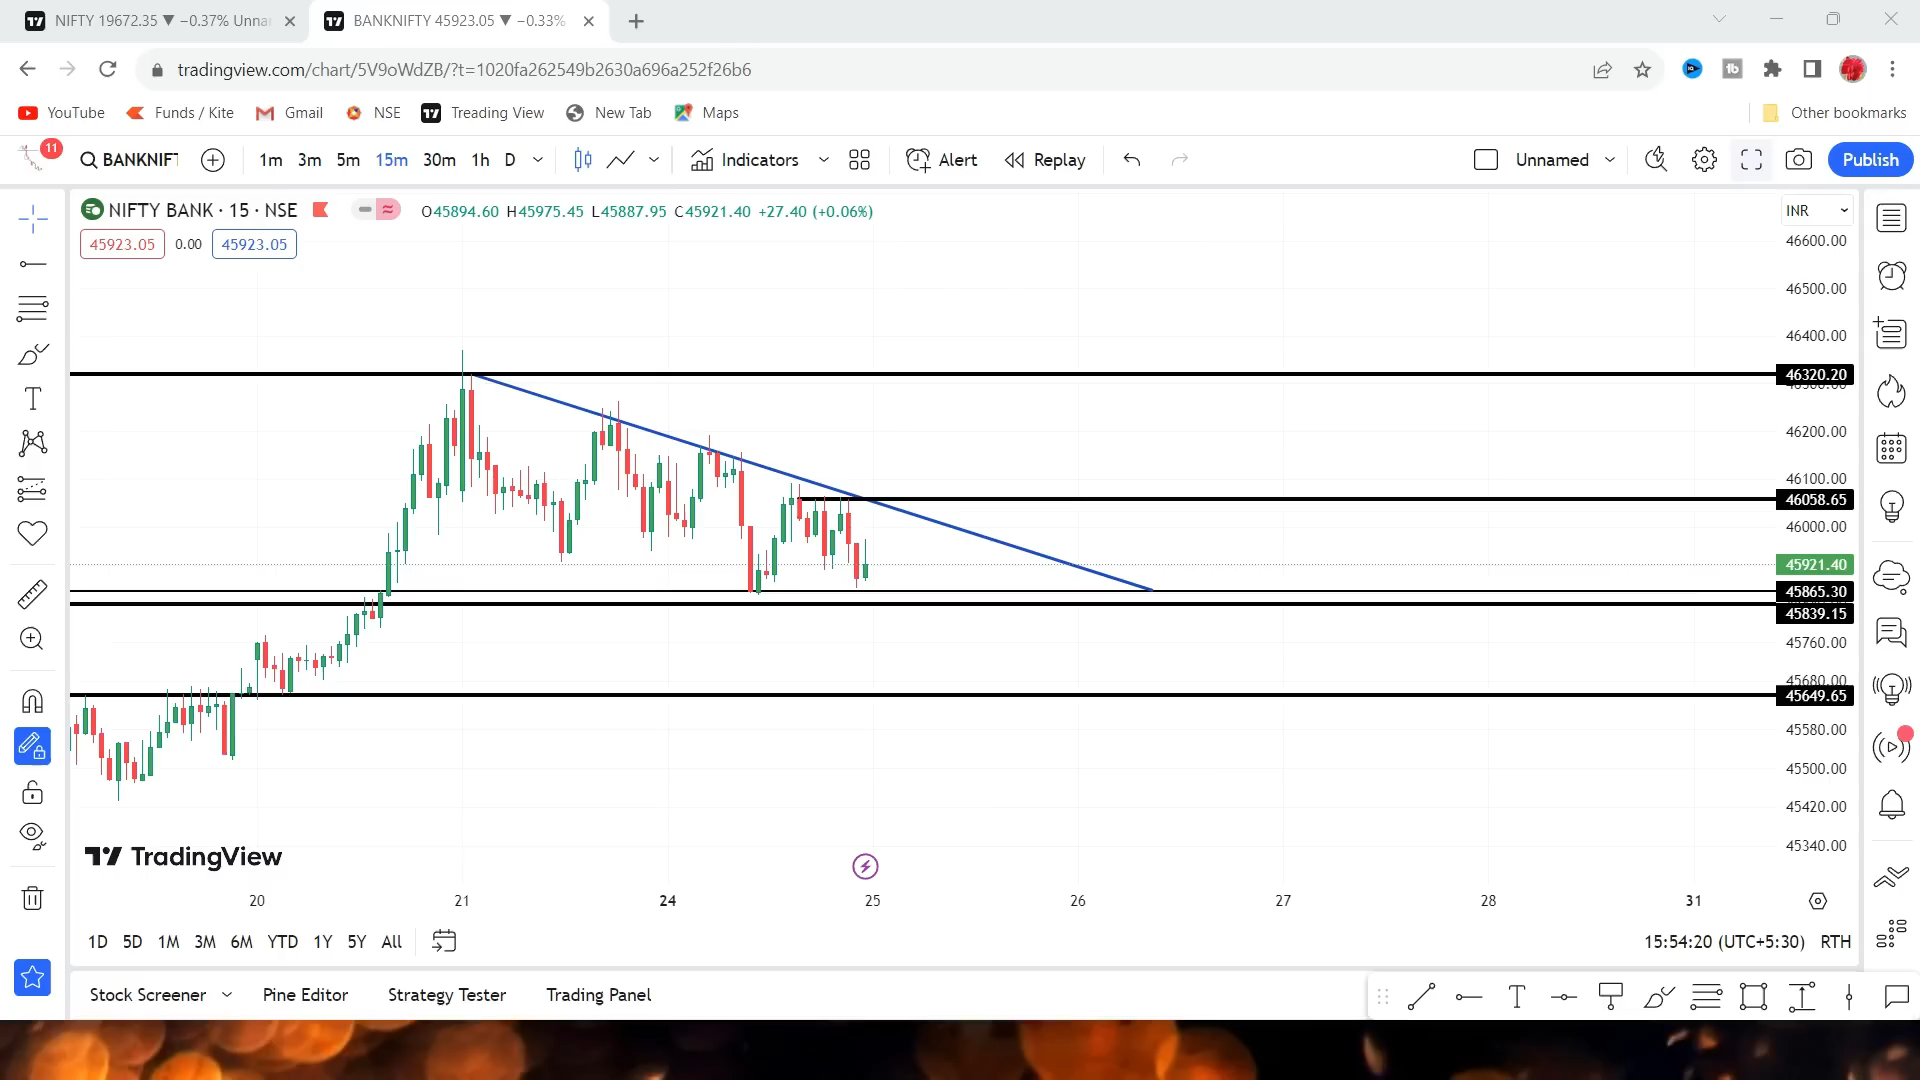 NIFTY 19672.35 ▼ −0.37% Unna
BANKNIFTY 45923.05 ▼ −0.33%
tradingview.com/chart/5V9oWdZB/?t=1020fa262549b2630a696a252f26b6
YouTube Funds / Kite Gmail NSE Treading View New Tab Maps Other bookmarks
11 BANKNIFT 1m 3m 5m 15m 30m 1h D Indicators Alert Replay Unnamed Publish
NIFTY BANK · 15 · NSE O45894.60 H45975.45 L45887.95 C45921.40 +27.40 (+0.06%) INR
45923.05 0.00 45923.05
46600.00
46500.00
46400.00
46320.20
46200.00
46100.00
46058.65
46000.00
45921.40
45865.30
45839.15
45760.00
45680.00
45649.65
45580.00
45500.00
45420.00
45340.00
TradingView
20 21 24 25 26 27 28 31
1D 5D 1M 3M 6M YTD 1Y 5Y All 15:54:20 (UTC+5:30) RTH
Stock Screener Pine Editor Strategy Tester Trading Panel